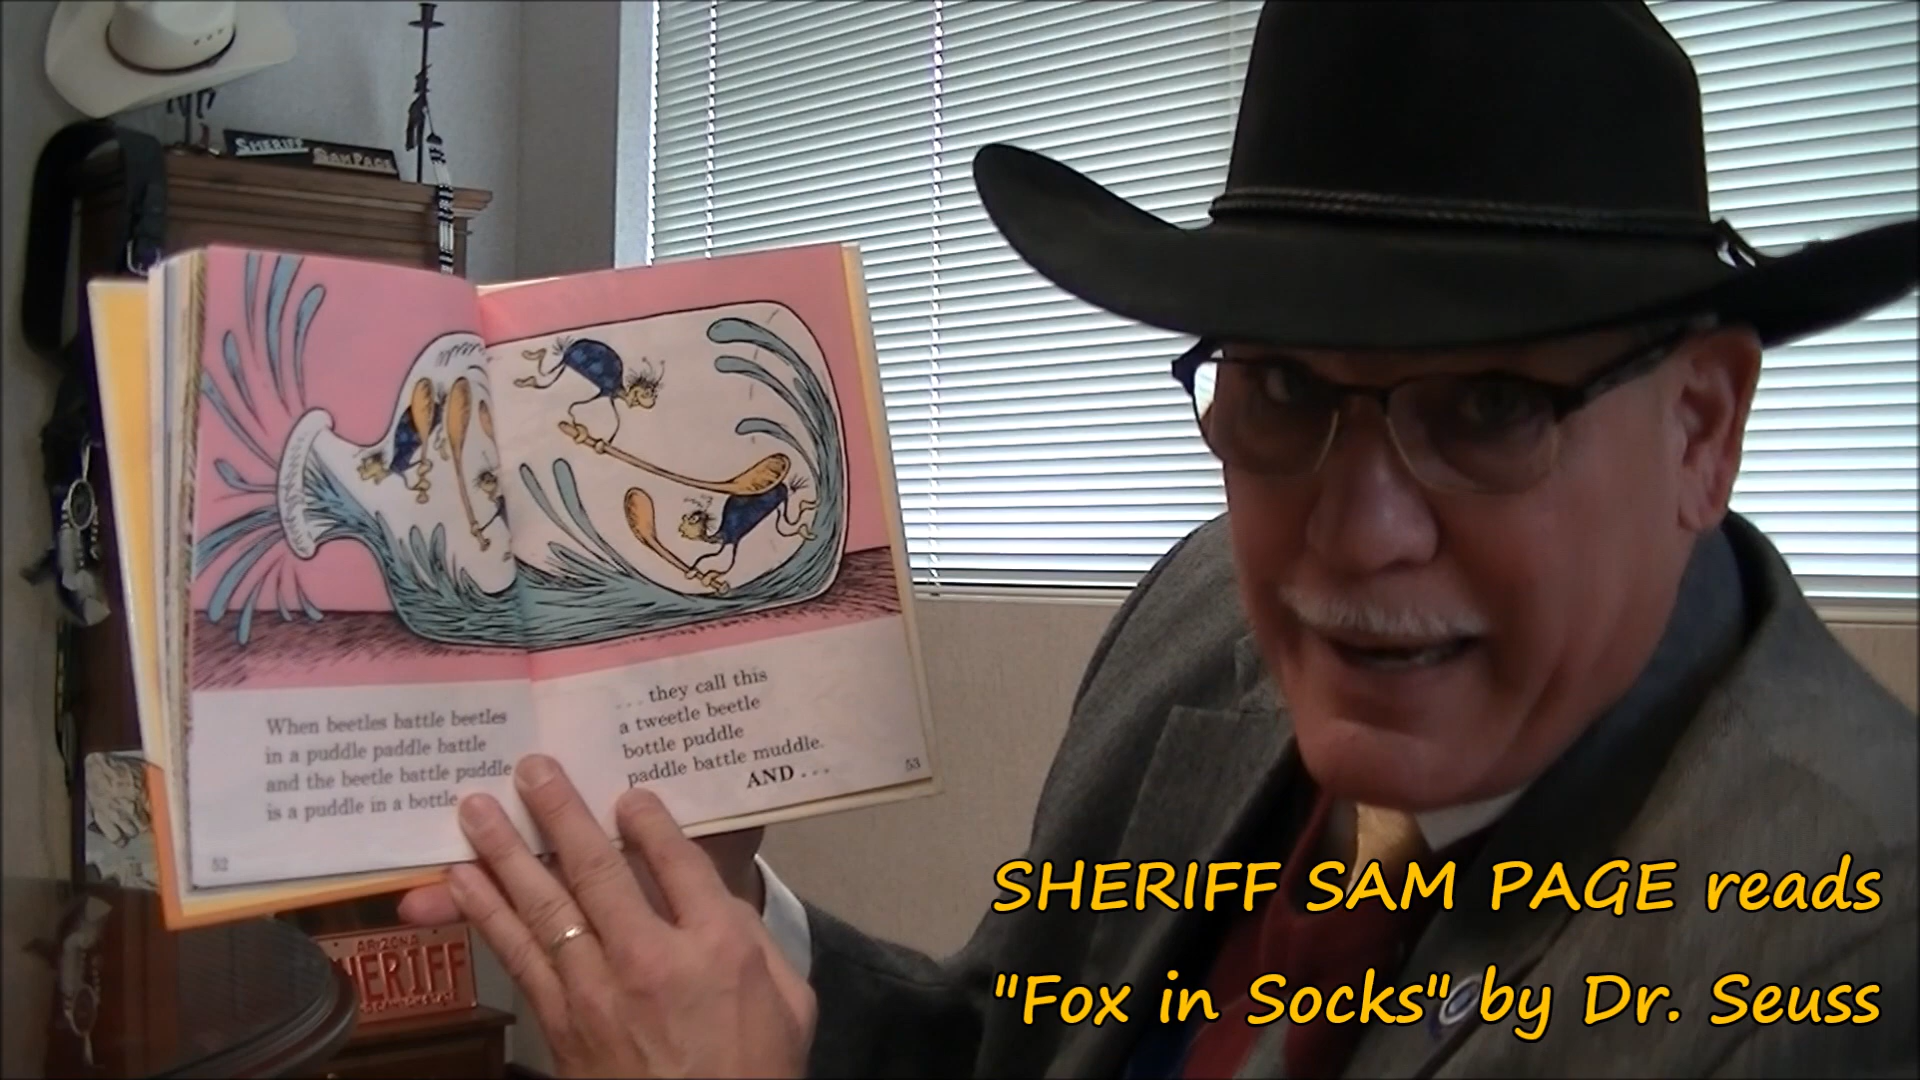 SHERIFF
SAM PAGE
When beetles battle beetles
in a puddle paddle battle
and the beetle battle puddle
is a puddle in a bottle
52
. . . they call this
a tweetle beetle
bottle puddle
paddle battle muddle.
AND . . .
53
ARIZONA
SHERIFF
SHERIFF SAM PAGE reads
"Fox in Socks" by Dr. Seuss